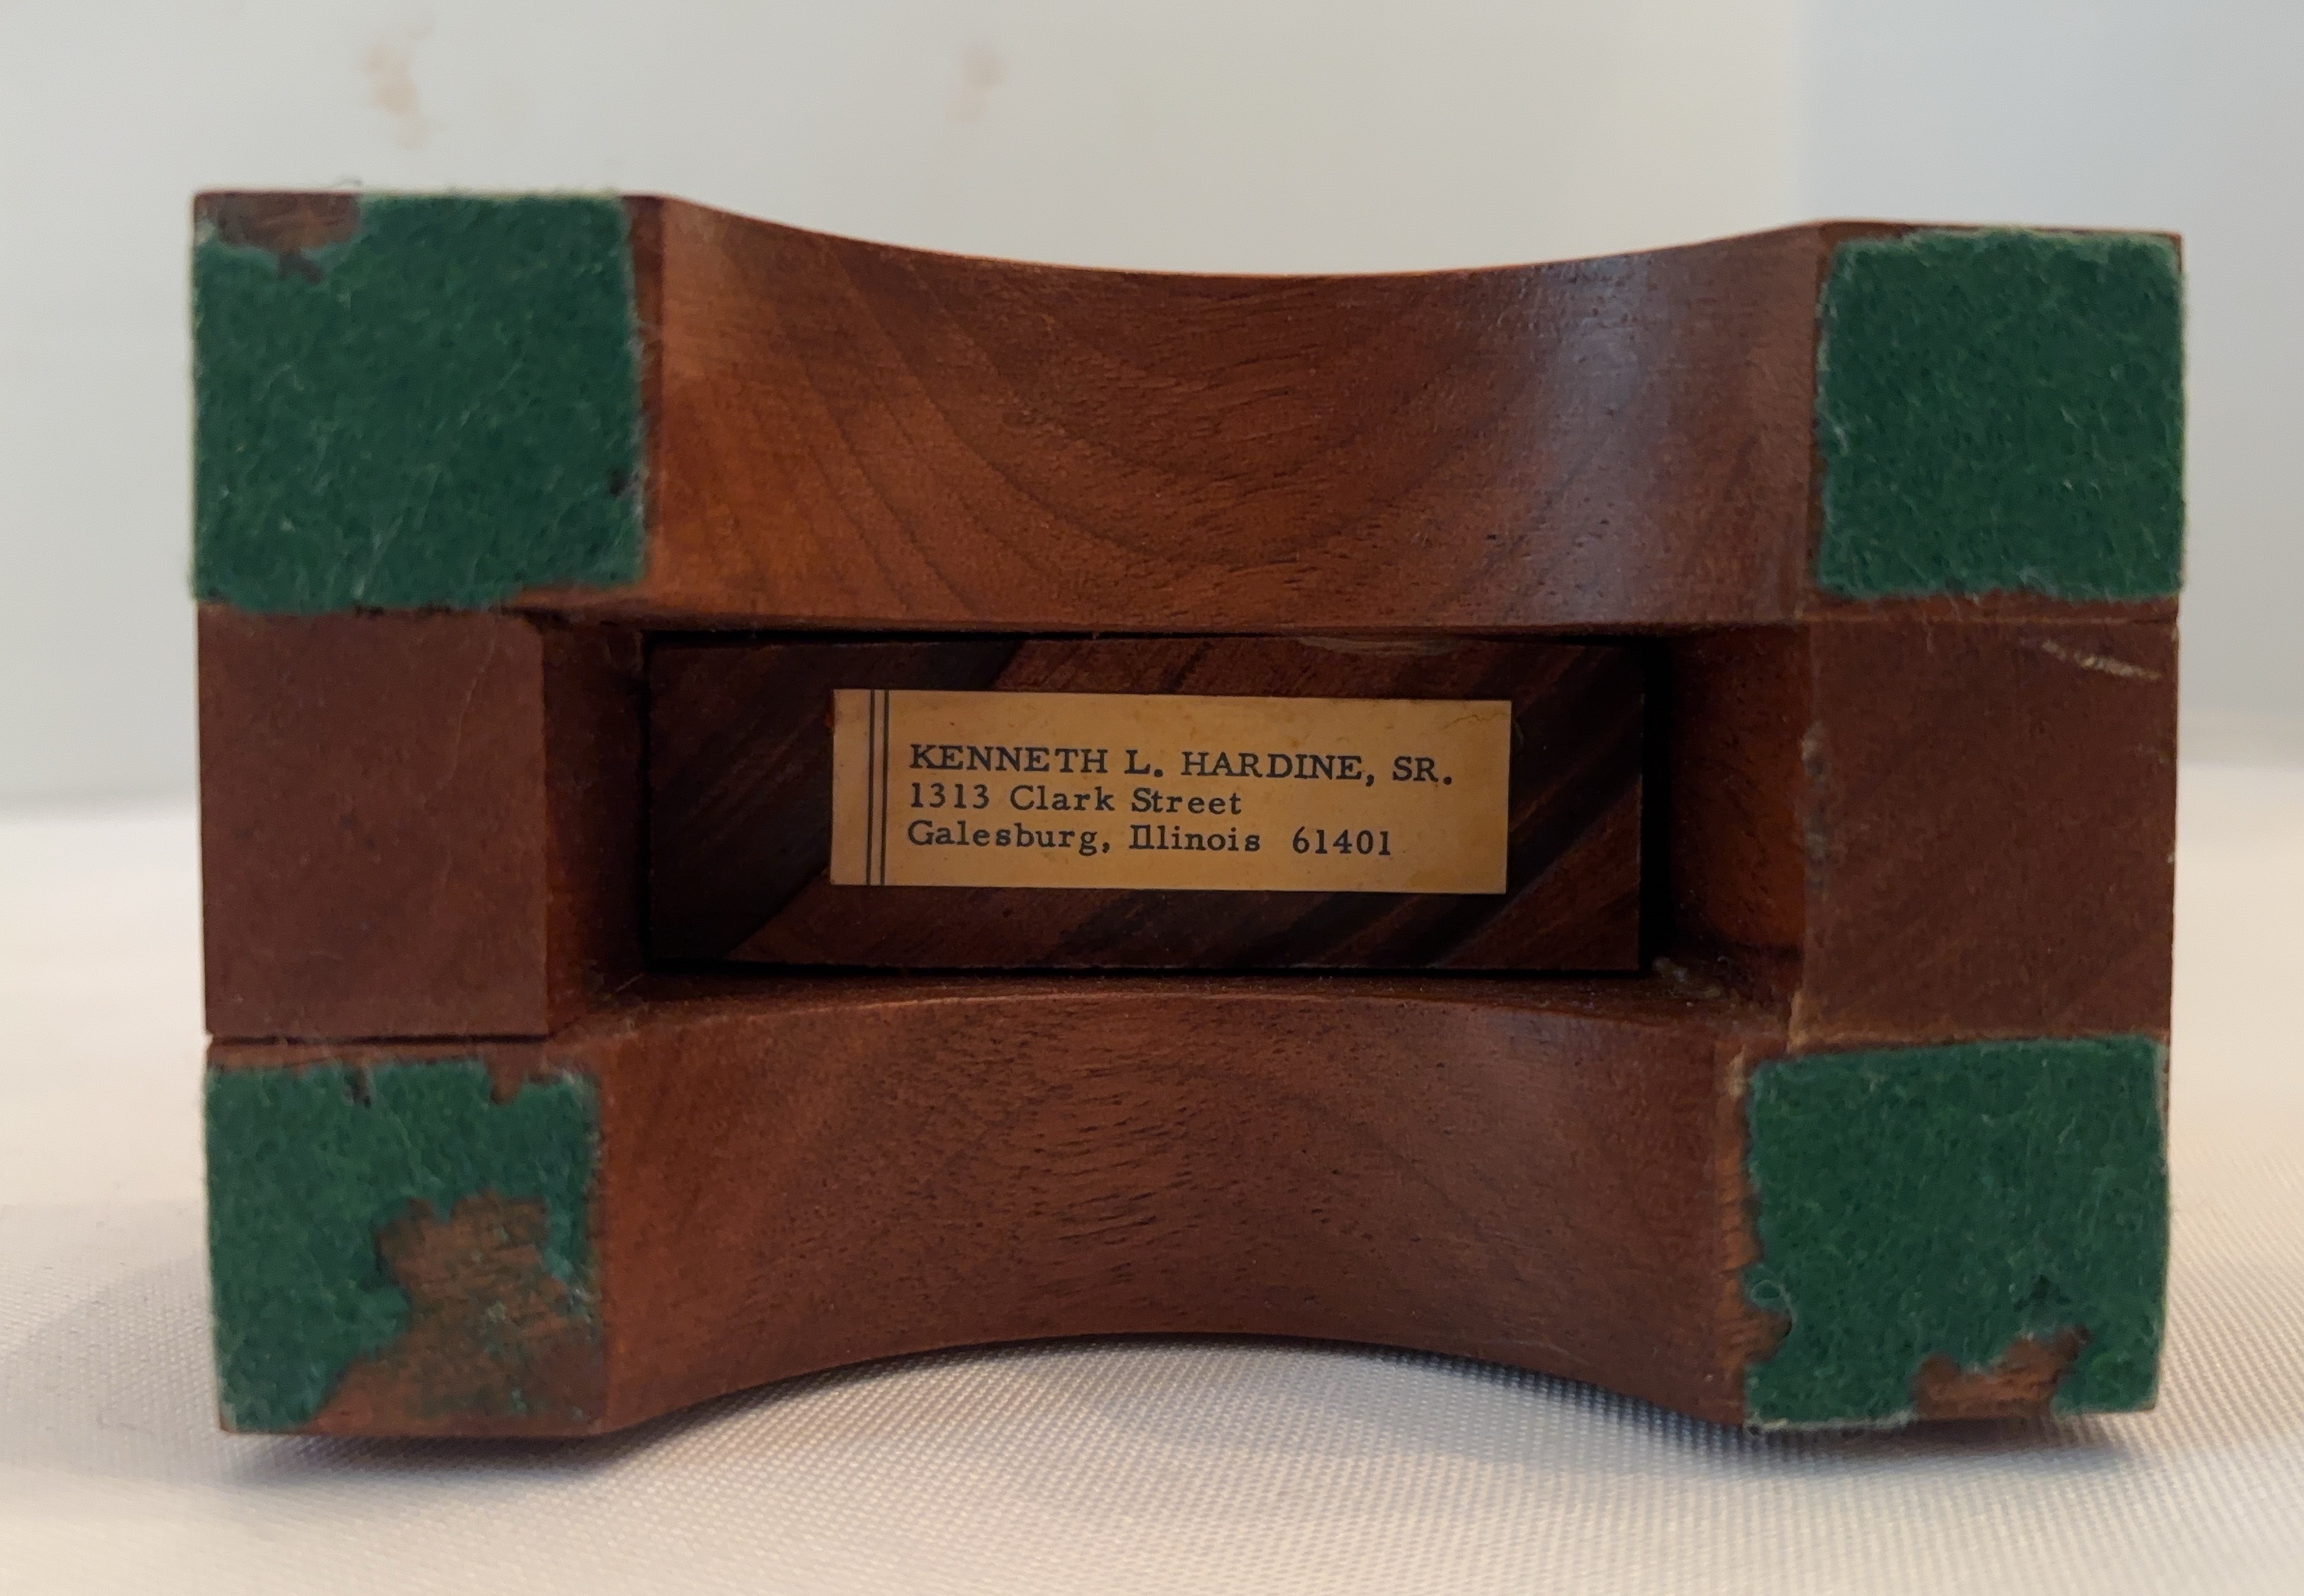 KENNETH L. HARDINE, SR.
1313 Clark Street
Galesburg, Illinois 61401